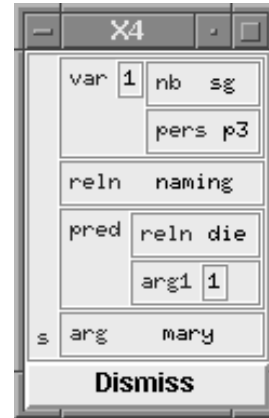 X4
var 1 nb sg
pers p3
reln naming
pred reln die
arg1 1
s arg mary
Dismiss